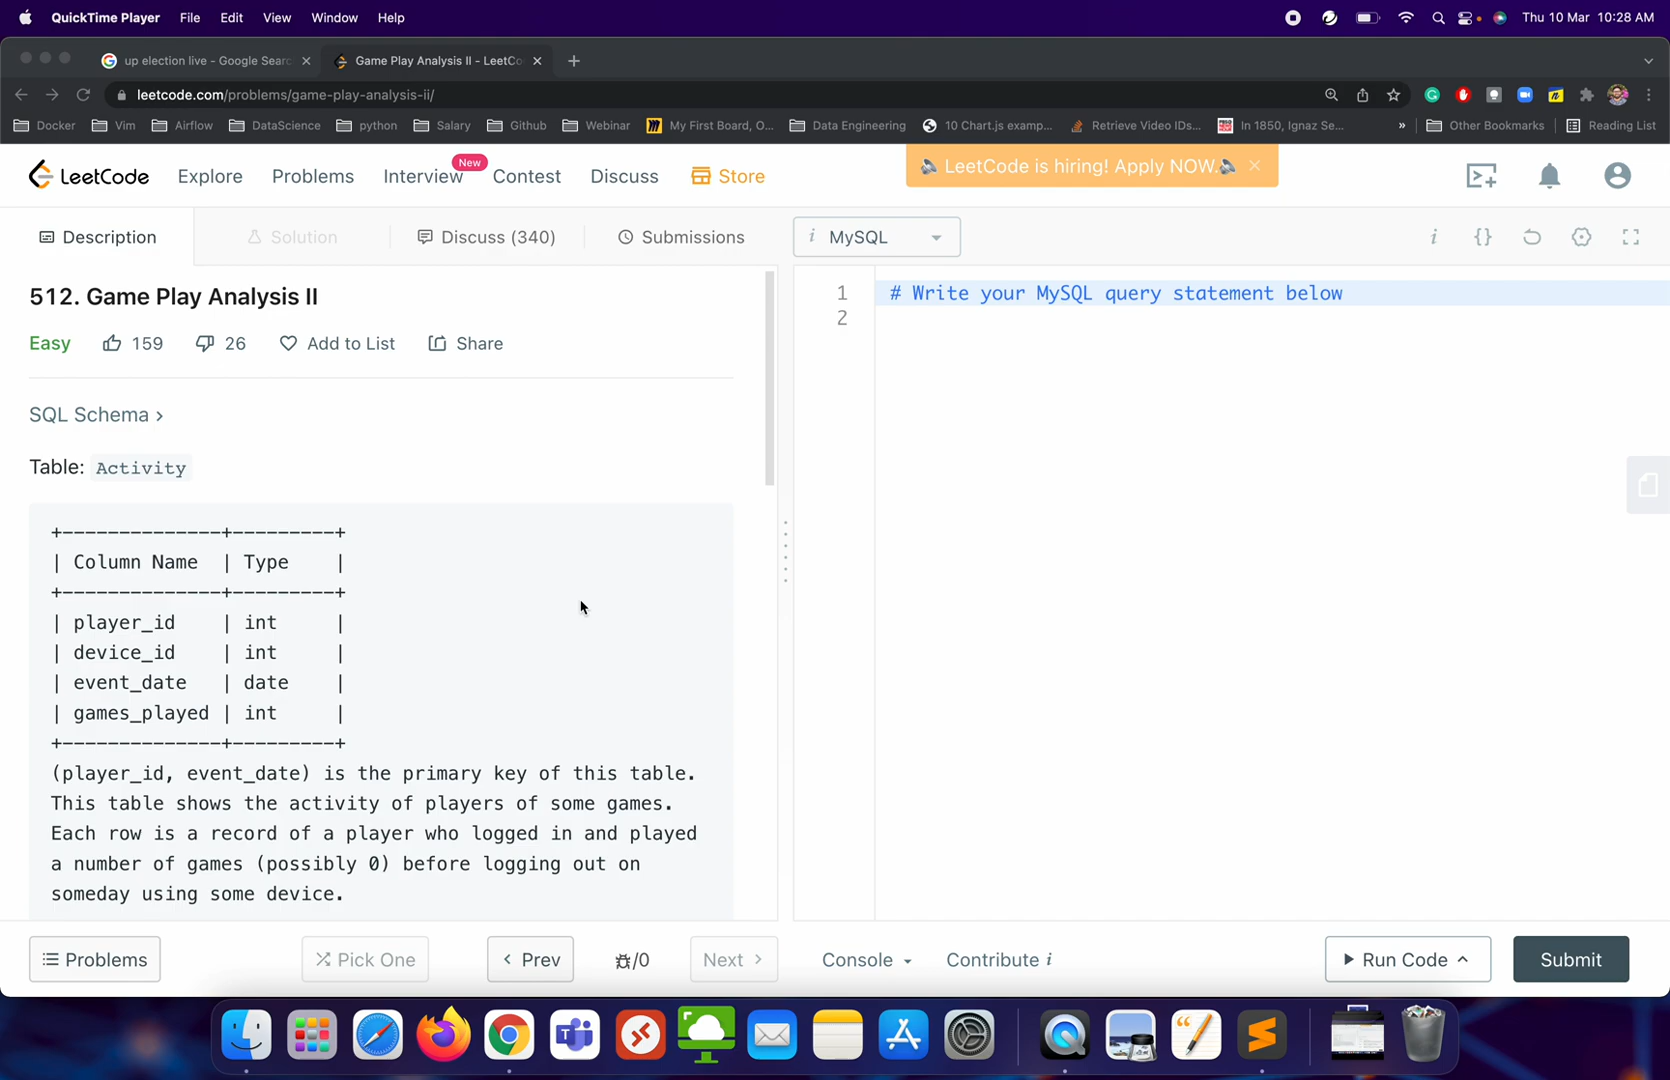 QuickTime Player File Edit View Window Help Thu 10 Mar 10:28 AM
up election live - Google Searc Game Play Analysis II - LeetCo
leetcode.com/problems/game-play-analysis-ii/
Docker Vim Airflow DataScience python Salary Github Webinar My First Board, O... Data Engineering 10 Chart.js examp... Retrieve Video IDs... In 1850, Ignaz Se... » Other Bookmarks Reading List
LeetCode Explore Problems Interview New Contest Discuss Store LeetCode is hiring! Apply NOW.
Description Solution Discuss (340) Submissions i MySQL i {}
512. Game Play Analysis II
Easy 159 26 Add to List Share
SQL Schema >
Table: Activity
+--------------+---------+
| Column Name | Type |
+--------------+---------+
| player_id | int |
| device_id | int |
| event_date | date |
| games_played | int |
+--------------+---------+
(player_id, event_date) is the primary key of this table.
This table shows the activity of players of some games.
Each row is a record of a player who logged in and played
a number of games (possibly 0) before logging out on
someday using some device.
1 # Write your MySQL query statement below
2
Problems Pick One < Prev /0 Next > Console Contribute i Run Code Submit